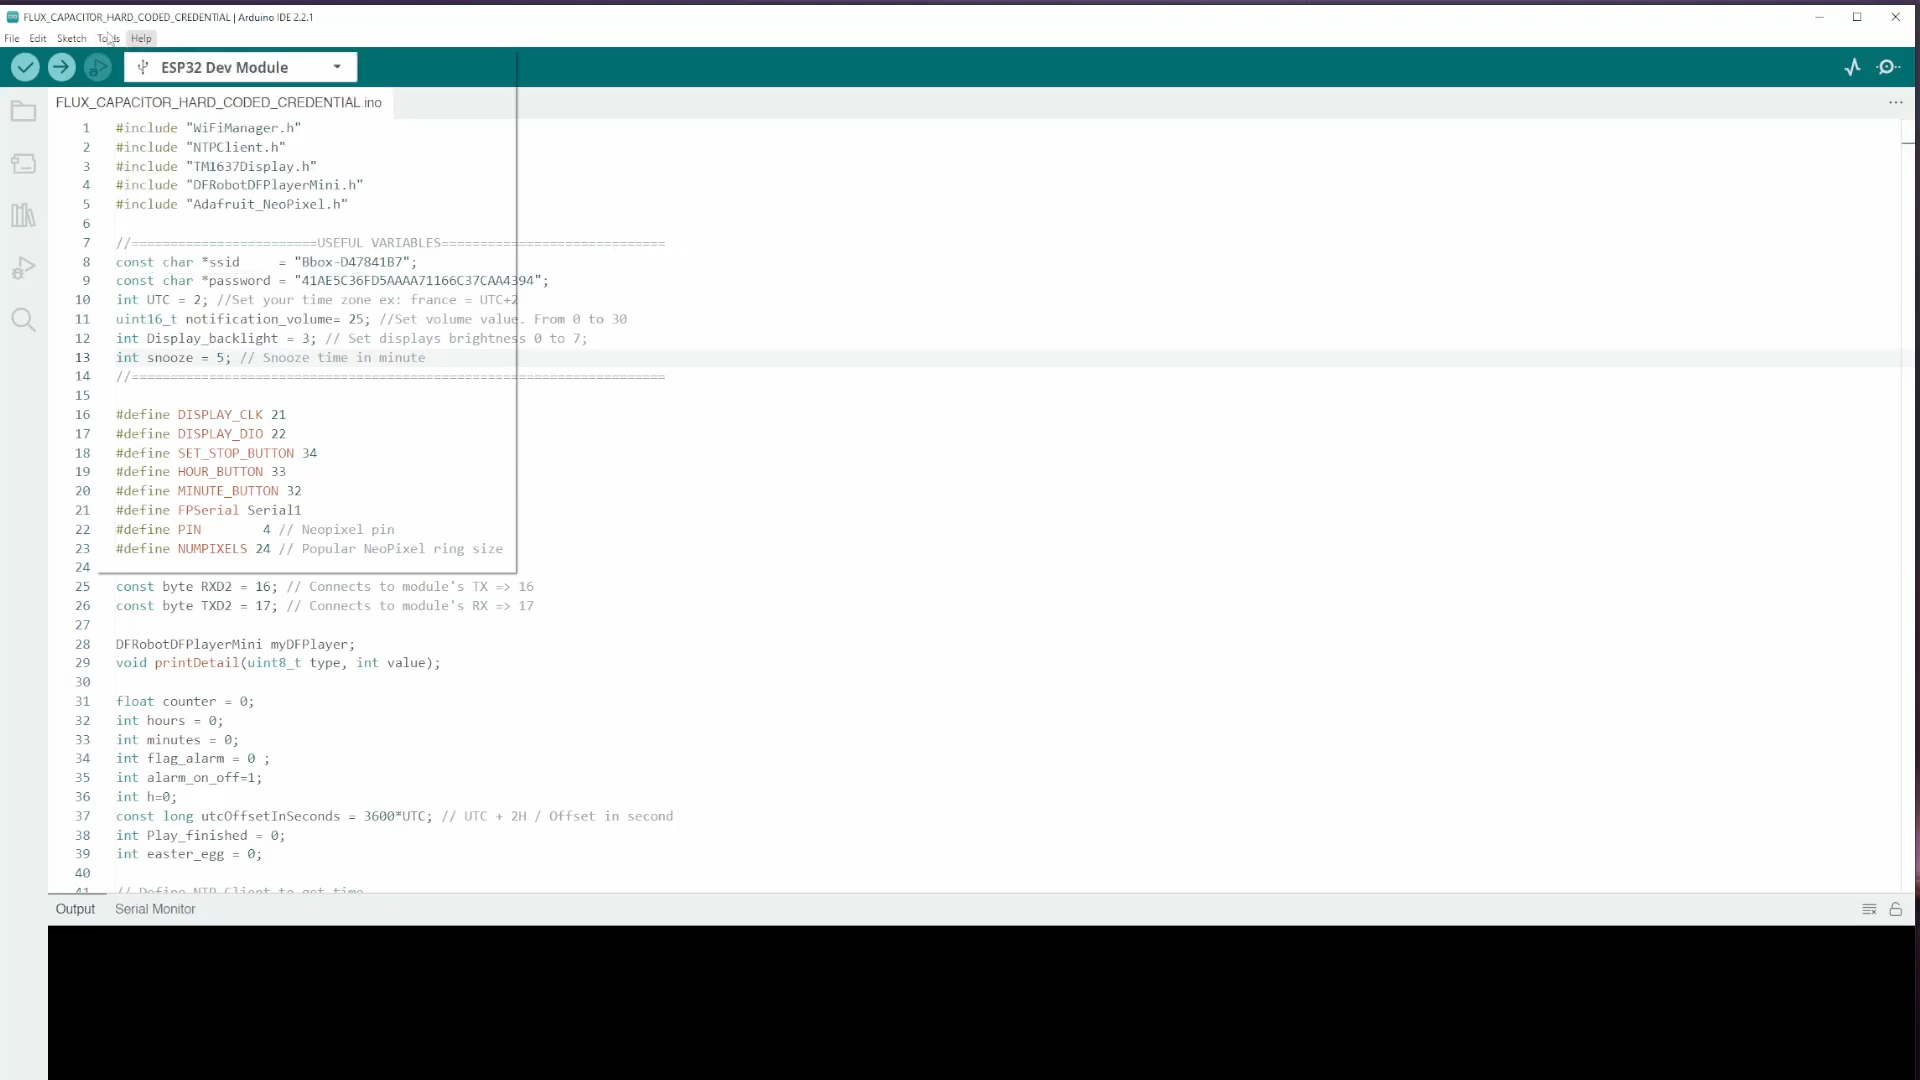 FLUX_CAPACITOR_HARD_CODED_CREDENTIAL | Arduino IDE 2.2.1
File Edit Sketch Tools Help
ESP32 Dev Module
FLUX_CAPACITOR_HARD_CODED_CREDENTIAL.ino
1 #include "WiFiManager.h"
2 #include "NTPClient.h"
3 #include "TM1637Display.h"
4 #include "DFRobotDFPlayerMini.h"
5 #include "Adafruit_NeoPixel.h"
6
7 //========================USEFUL VARIABLES=============================
8 const char *ssid     = "Bbox-D47841B7";
9 const char *password = "41AE5C36FD5AAAA71166C37CAA4394";
10 int UTC = 2; //Set your time zone ex: france = UTC+2
11 uint16_t notification_volume= 25; //Set volume value. From 0 to 30
12 int Display_backlight = 3; // Set displays brightness 0 to 7;
13 int snooze = 5; // Snooze time in minute
14 //=====================================================================
15
16 #define DISPLAY_CLK 21
17 #define DISPLAY_DIO 22
18 #define SET_STOP_BUTTON 34
19 #define HOUR_BUTTON 33
20 #define MINUTE_BUTTON 32
21 #define FPSerial Serial1
22 #define PIN        4 // Neopixel pin
23 #define NUMPIXELS 24 // Popular NeoPixel ring size
24
25 const byte RXD2 = 16; // Connects to module's TX => 16
26 const byte TXD2 = 17; // Connects to module's RX => 17
27
28 DFRobotDFPlayerMini myDFPlayer;
29 void printDetail(uint8_t type, int value);
30
31 float counter = 0;
32 int hours = 0;
33 int minutes = 0;
34 int flag_alarm = 0 ;
35 int alarm_on_off=1;
36 int h=0;
37 const long utcOffsetInSeconds = 3600*UTC; // UTC + 2H / Offset in second
38 int Play_finished = 0;
39 int easter_egg = 0;
40
41 // Define NTP Client to get time
Output Serial Monitor